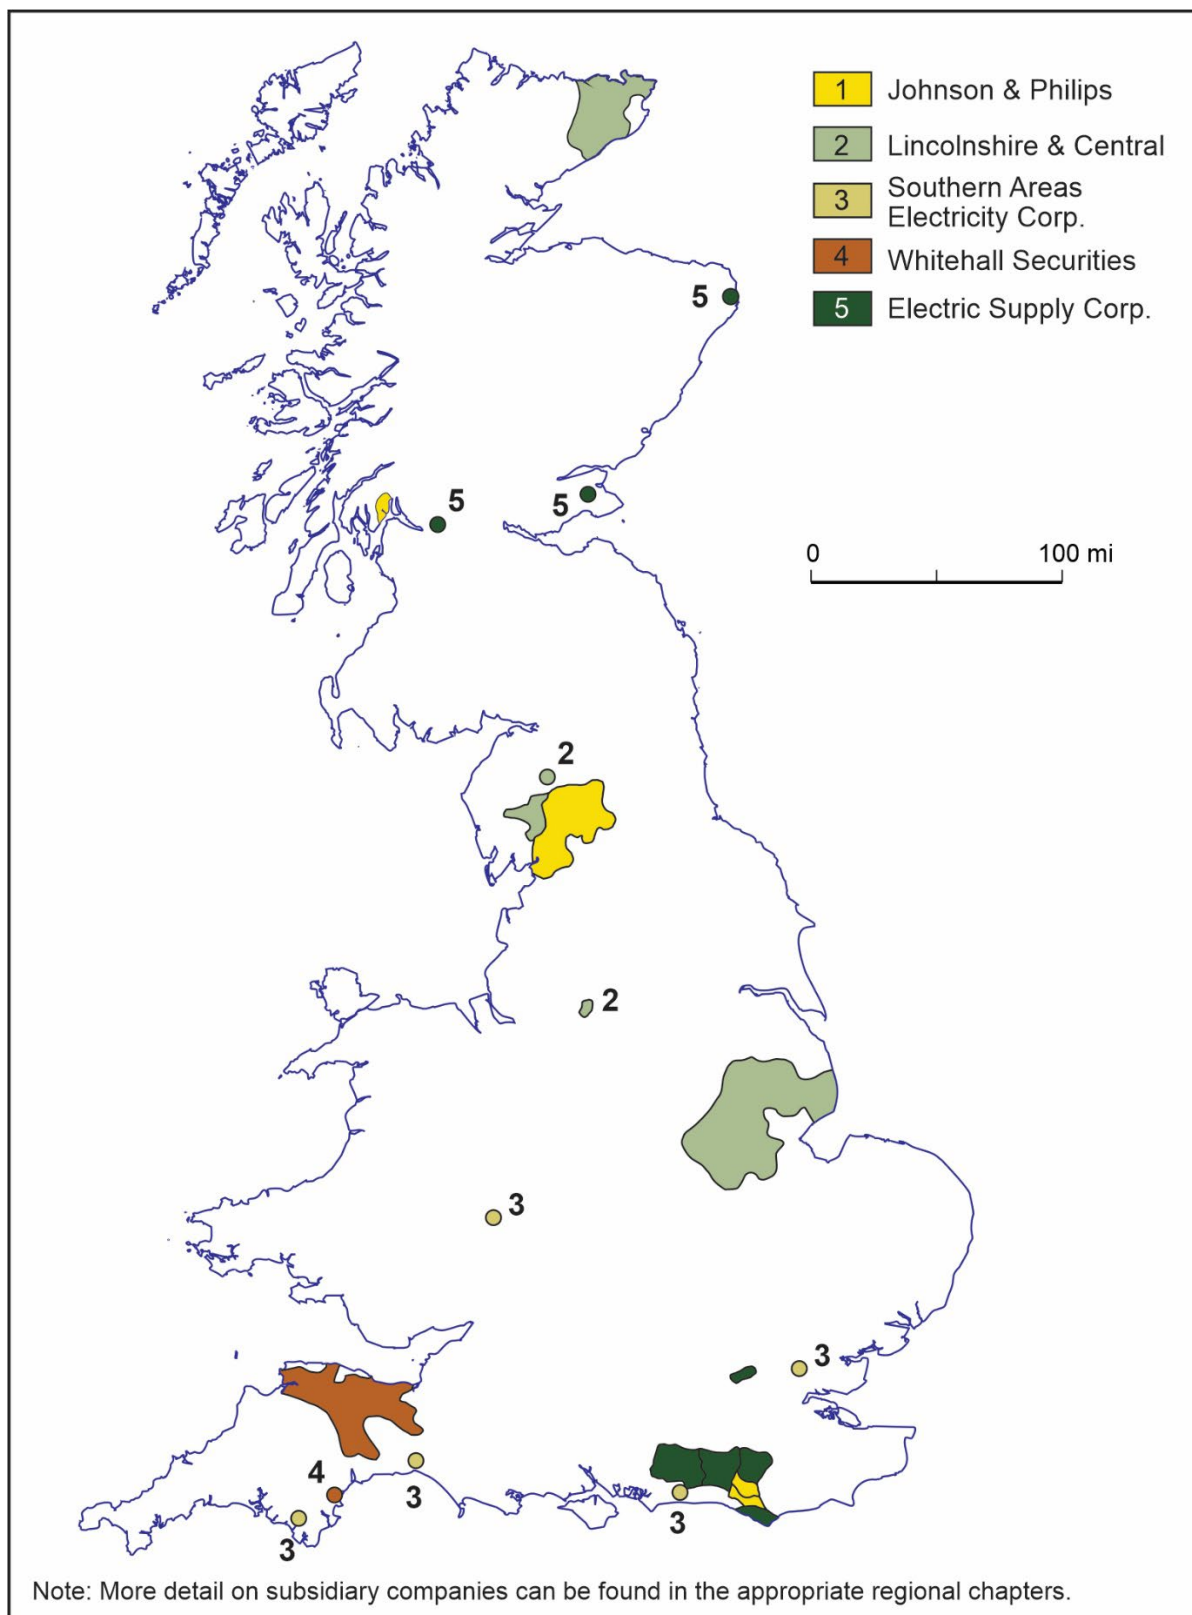 1 Johnson & Philips
2 Lincolnshire & Central
3 Southern Areas
Electricity Corp.
4 Whitehall Securities
5 Electric Supply Corp.
5
5
5
0 100 mi
2
2
3
3
4
3
3
3
Note: More detail on subsidiary companies can be found in the appropriate regional chapters.